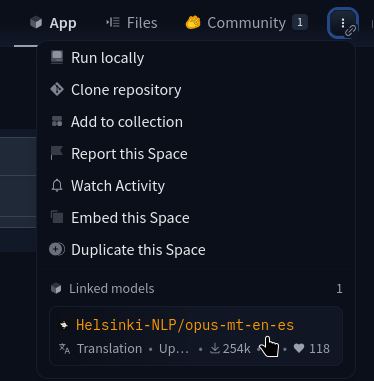 App Files Community 1
Run locally
Clone repository
Add to collection
Report this Space
Watch Activity
Embed this Space
Duplicate this Space
Linked models 1
Helsinki-NLP/opus-mt-en-es
Translation • Up… • 254k • • 118